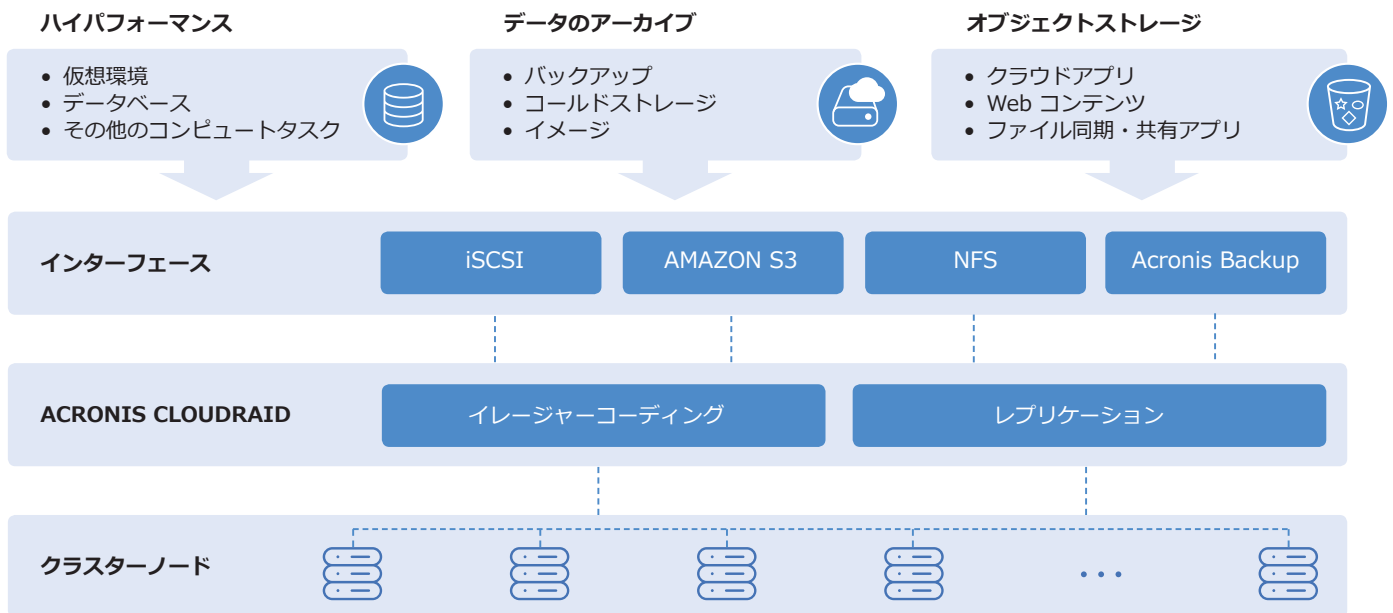 ハイパフォーマンス
• 仮想環境
• データベース
• その他のコンピュートタスク
データのアーカイブ
• バックアップ
• コールドストレージ
• イメージ
オブジェクトストレージ
• クラウドアプリ
• Web コンテンツ
• ファイル同期・共有アプリ
インターフェース
iSCSI
AMAZON S3
NFS
Acronis Backup
ACRONIS CLOUDRAID
イレージャーコーディング
レプリケーション
クラスターノード